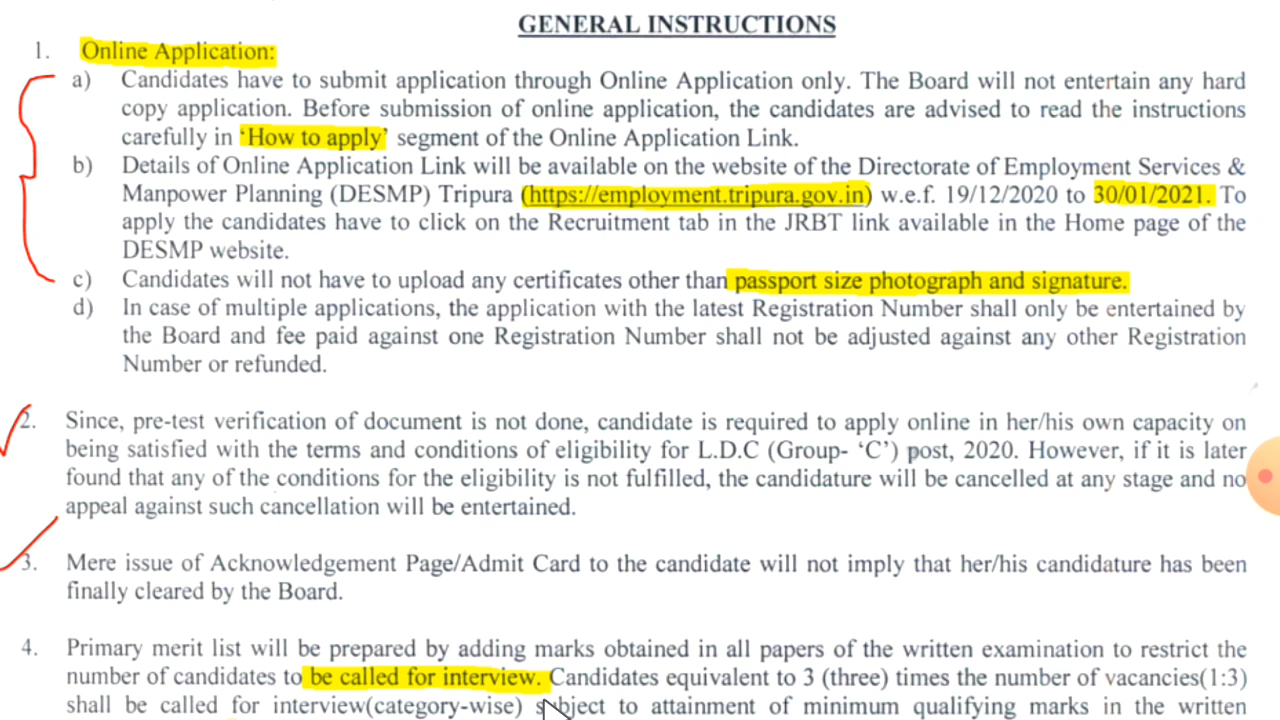 GENERAL INSTRUCTIONS
1. Online Application:
a) Candidates have to submit application through Online Application only. The Board will not entertain any hard
copy application. Before submission of online application, the candidates are advised to read the instructions
carefully in ‘How to apply’ segment of the Online Application Link.
b) Details of Online Application Link will be available on the website of the Directorate of Employment Services &
Manpower Planning (DESMP) Tripura (https://employment.tripura.gov.in) w.e.f. 19/12/2020 to 30/01/2021. To
apply the candidates have to click on the Recruitment tab in the JRBT link available in the Home page of the
DESMP website.
c) Candidates will not have to upload any certificates other than passport size photograph and signature.
d) In case of multiple applications, the application with the latest Registration Number shall only be entertained by
the Board and fee paid against one Registration Number shall not be adjusted against any other Registration
Number or refunded.
2. Since, pre-test verification of document is not done, candidate is required to apply online in her/his own capacity on
being satisfied with the terms and conditions of eligibility for L.D.C (Group- ‘C’) post, 2020. However, if it is later
found that any of the conditions for the eligibility is not fulfilled, the candidature will be cancelled at any stage and no
appeal against such cancellation will be entertained.
3. Mere issue of Acknowledgement Page/Admit Card to the candidate will not imply that her/his candidature has been
finally cleared by the Board.
4. Primary merit list will be prepared by adding marks obtained in all papers of the written examination to restrict the
number of candidates to be called for interview. Candidates equivalent to 3 (three) times the number of vacancies(1:3)
shall be called for interview(category-wise) subject to attainment of minimum qualifying marks in the written